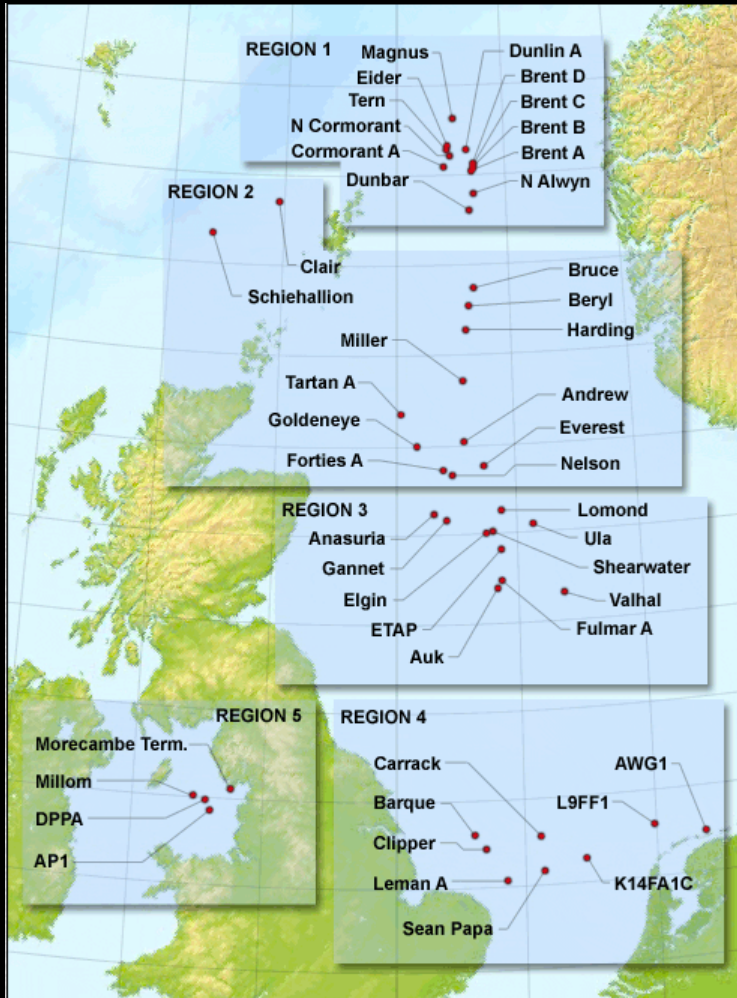 REGION 1
Magnus
Dunlin A
Eider
Brent D
Tern
Brent C
N Cormorant
Brent B
Cormorant A
Brent A
Dunbar
N Alwyn
REGION 2
Clair
Schiehallion
Bruce
Beryl
Harding
Miller
Tartan A
Andrew
Goldeneye
Everest
Forties A
Nelson
REGION 3
Lomond
Anasuria
Ula
Gannet
Shearwater
Elgin
Valhal
ETAP
Fulmar A
Auk
REGION 5
Morecambe Term.
Millom
DPPA
AP1
REGION 4
Carrack
AWG1
Barque
L9FF1
Clipper
Leman A
K14FA1C
Sean Papa